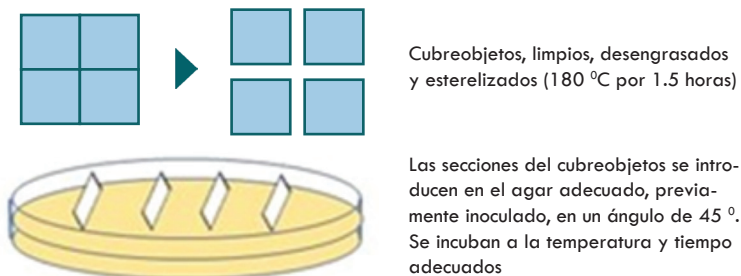 Cubreobjetos, limpios, desengrasados
y esterelizados (180 ⁰C por 1.5 horas)
Las secciones del cubreobjetos se intro-
ducen en el agar adecuado, previa-
mente inoculado, en un ángulo de 45 ⁰.
Se incuban a la temperatura y tiempo
adecuados